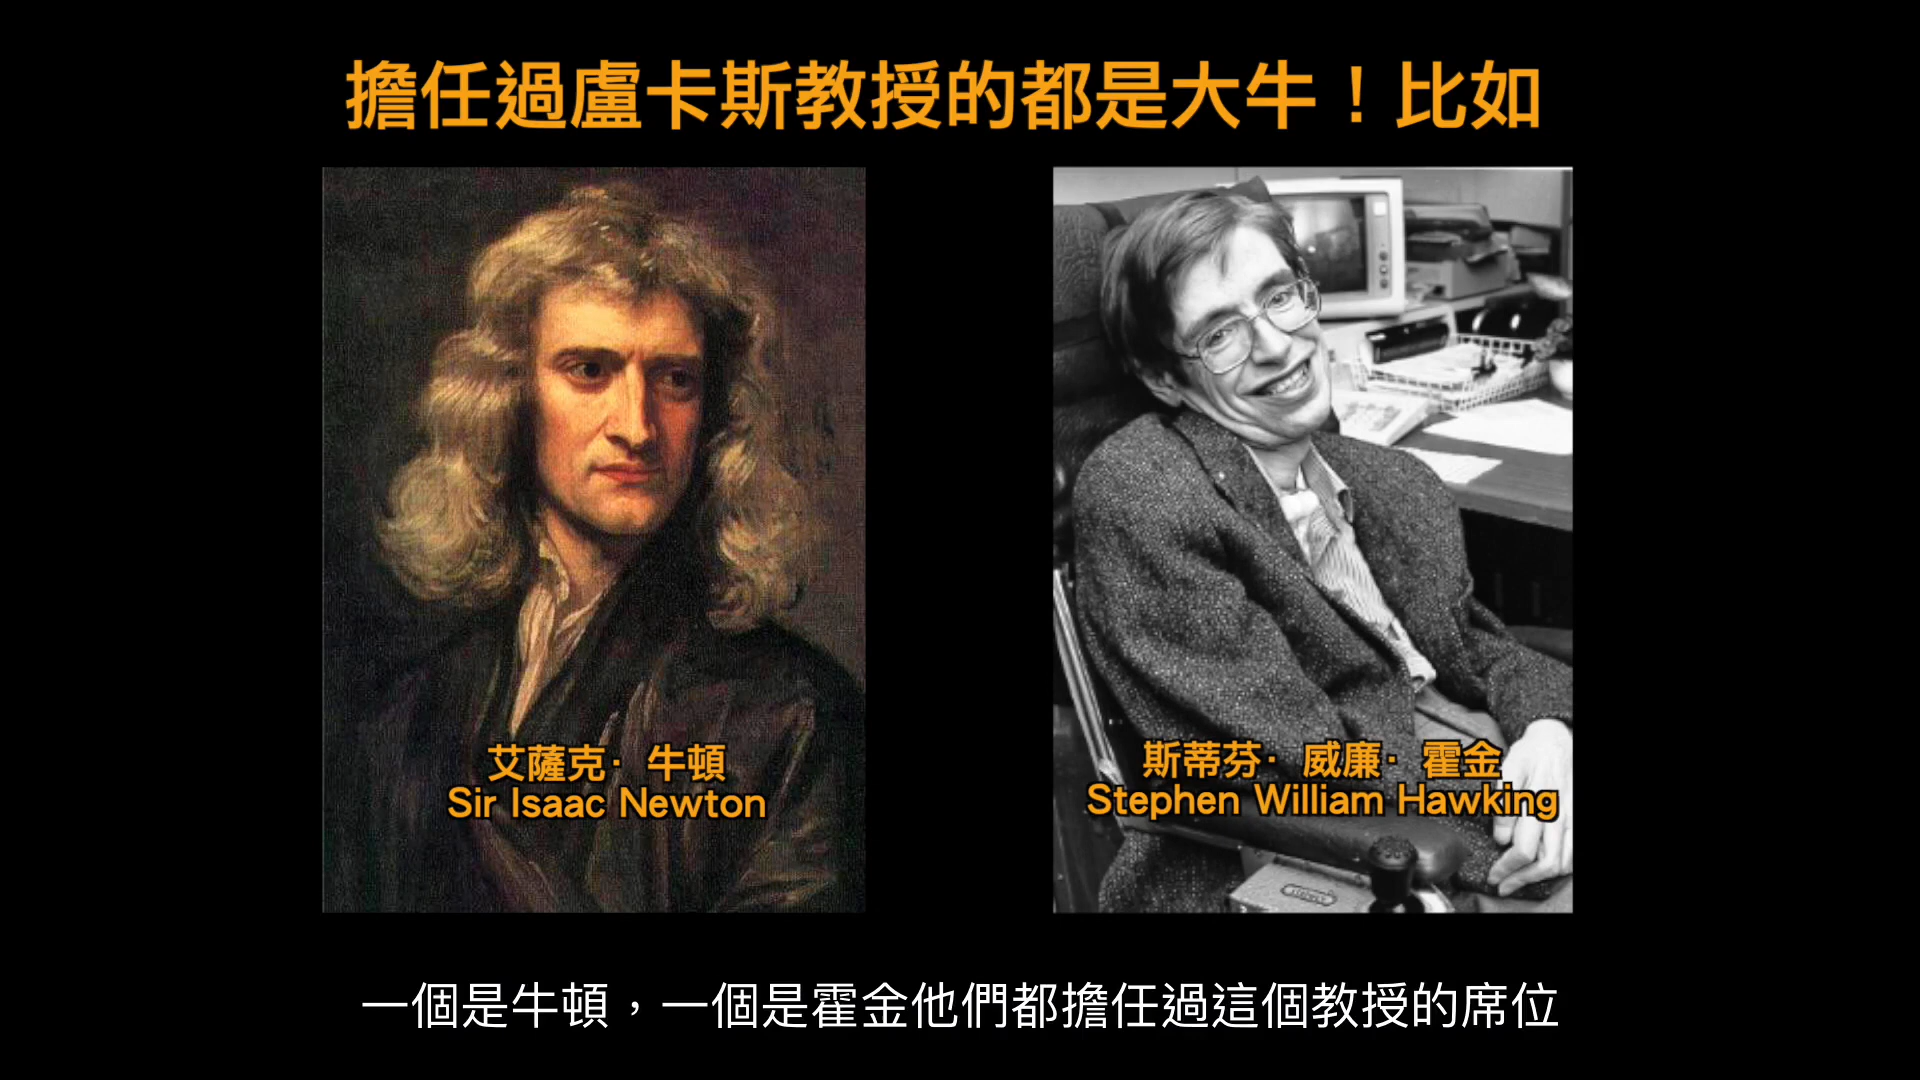 擔任過盧卡斯教授的都是大牛！比如
艾薩克· 牛頓
Sir Isaac Newton
斯蒂芬· 威廉· 霍金
Stephen William Hawking
一個是牛頓，一個是霍金他們都擔任過這個教授的席位